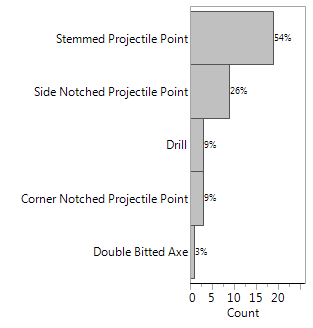 Stemmed Projectile Point 54%
Side Notched Projectile Point 26%
Drill 9%
Corner Notched Projectile Point 9%
Double Bitted Axe 3%
0 5 10 15 20
Count